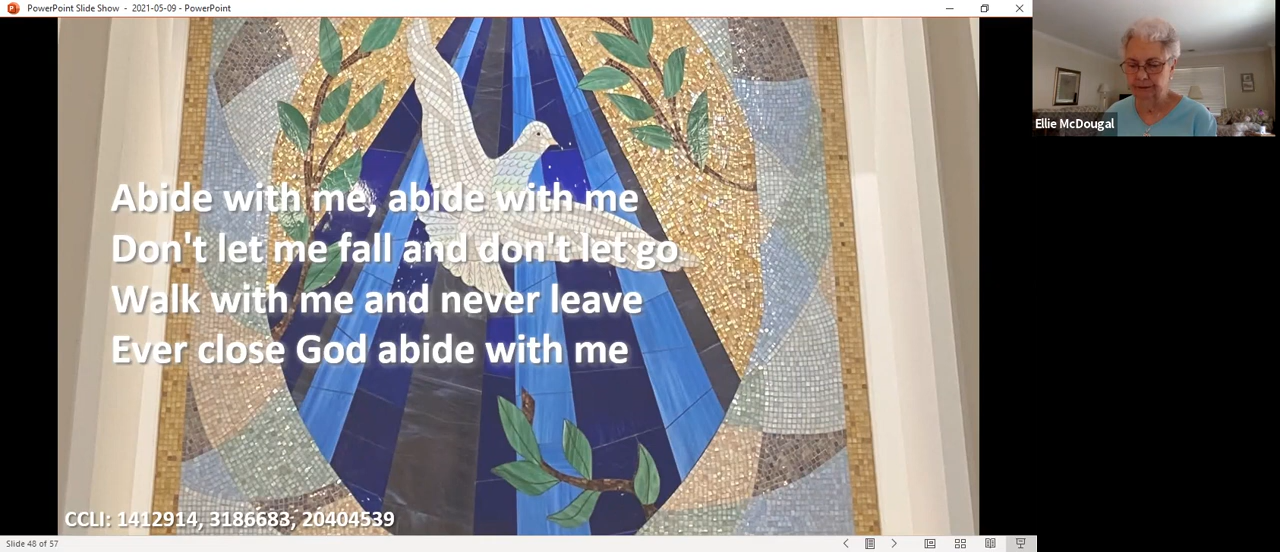 PowerPoint Slide Show - 2021-05-09 - PowerPoint
Ellie McDougal
Abide with me, abide with me
Don't let me fall and don't let go
Walk with me and never leave
Ever close God abide with me
CCLI: 1412914, 3186683, 20404539
Slide 48 of 57